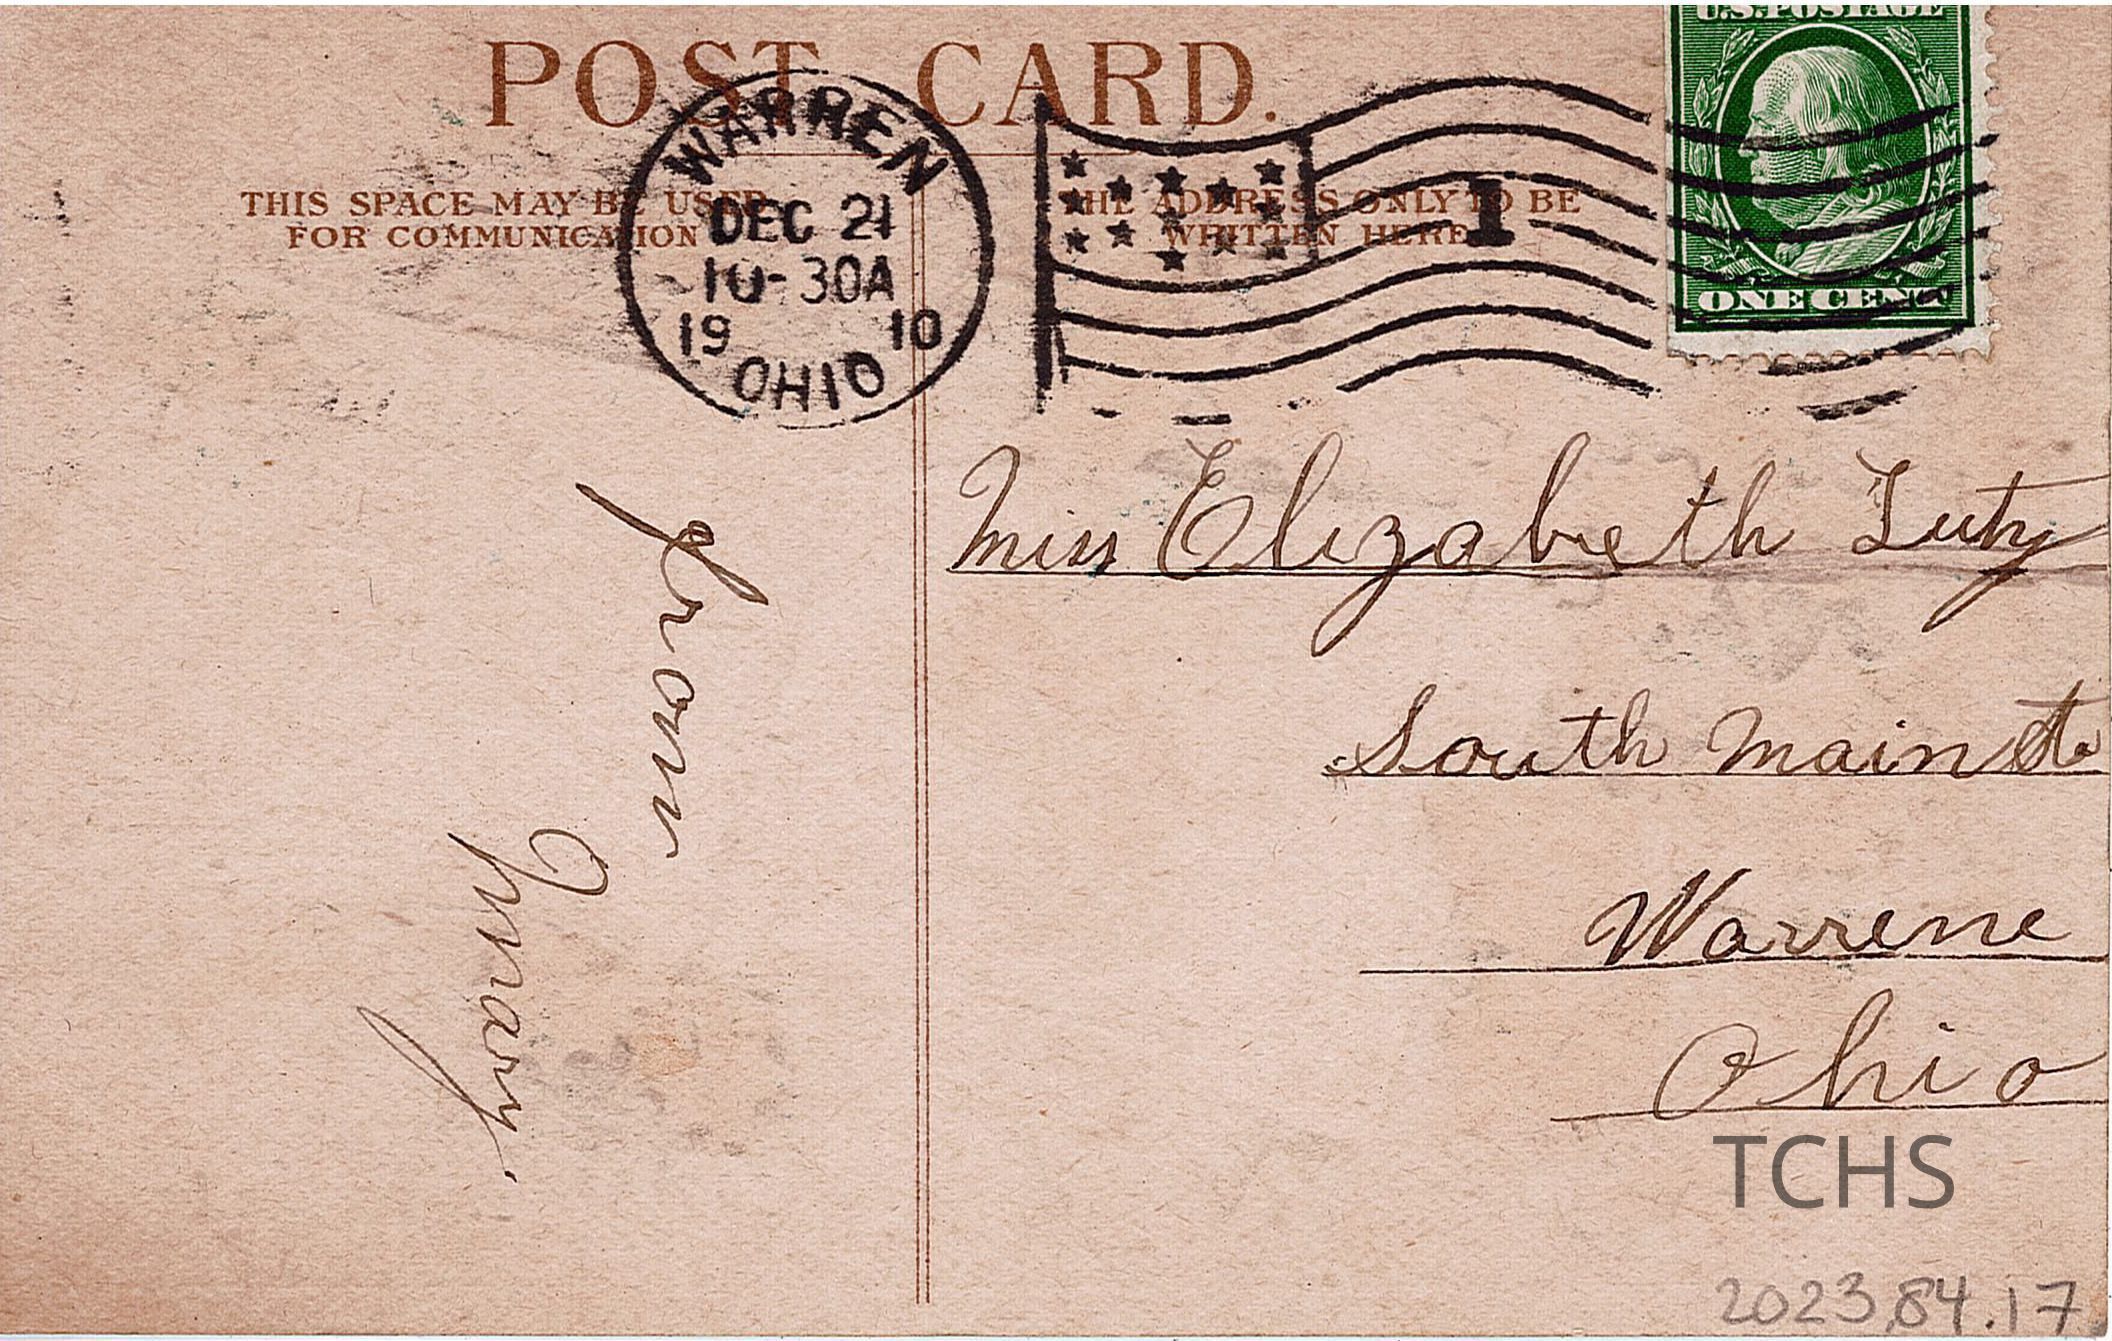 POST CARD.
THIS SPACE MAY BE USED
FOR COMMUNICATION
THE ADDRESS ONLY TO BE
WRITTEN HERE
WARREN
DEC 21
10-30A
19 10
OHIO
1
U.S. POSTAGE
ONE CENT
From
Mary
Miss Elizabeth Luty
South Main St.
Warrene
Ohio
TCHS
2023.84.17